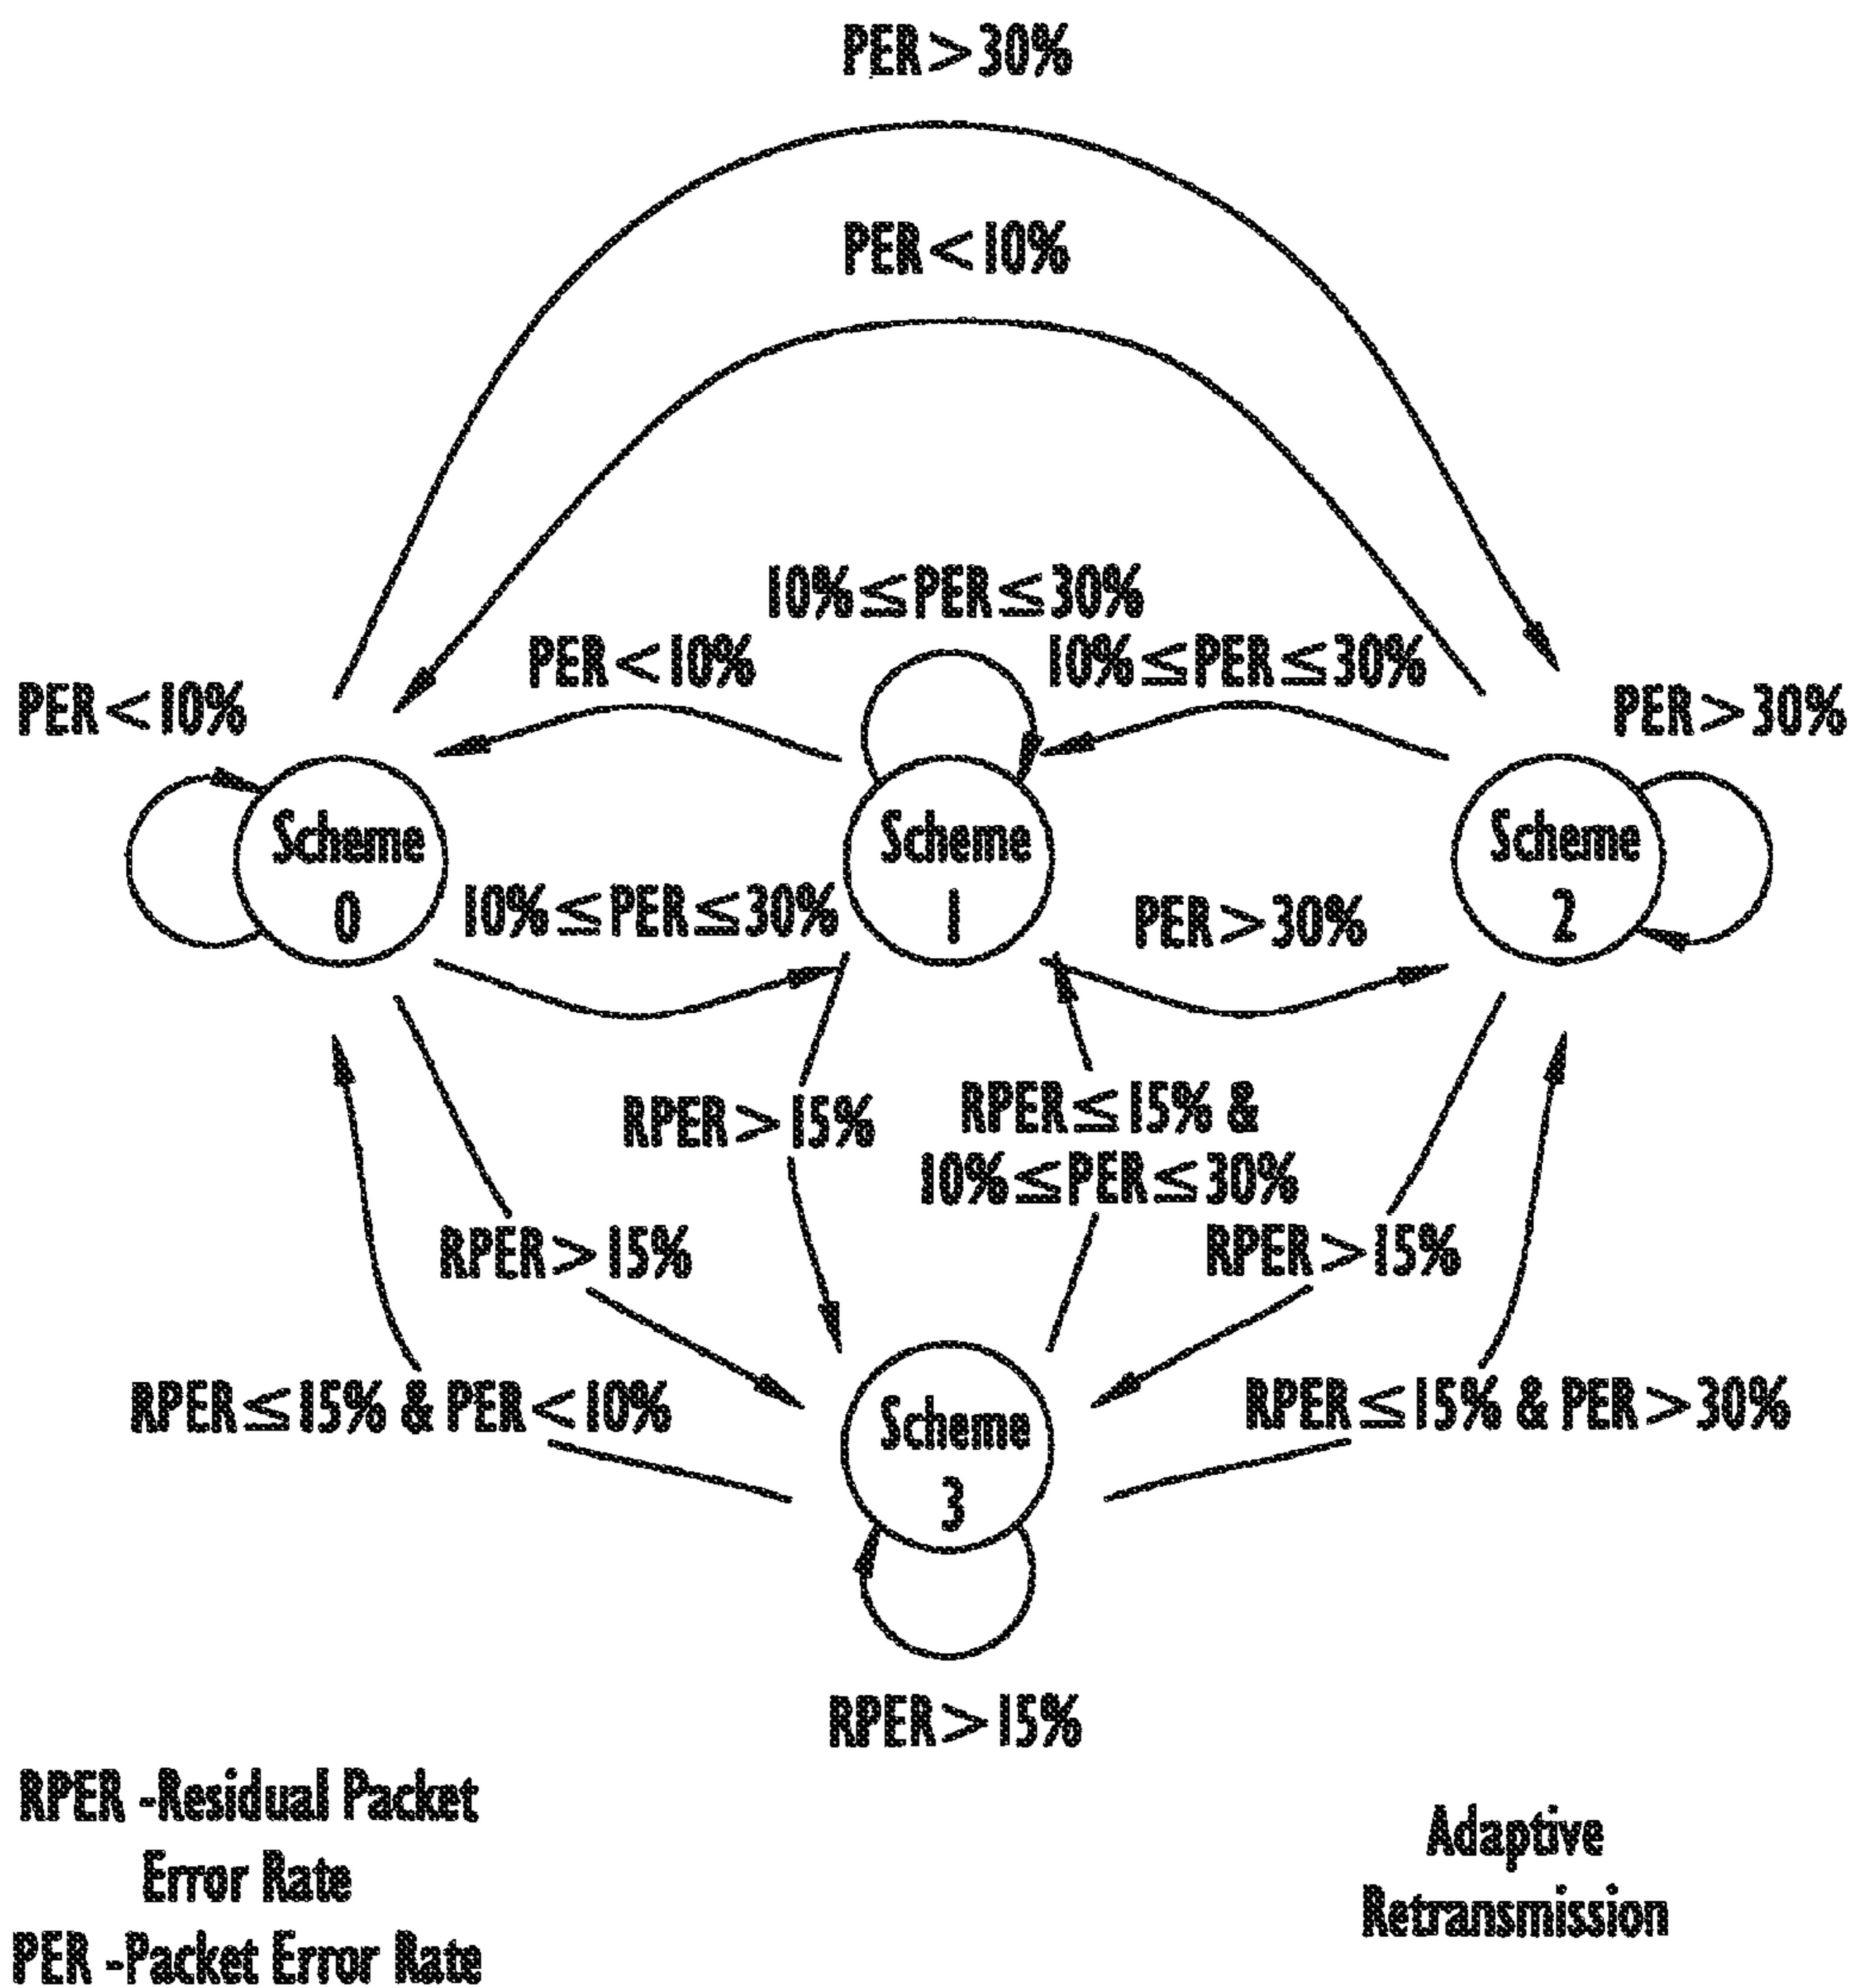 PER > 30%
PER < 10%
10% ≤ PER ≤ 30%
PER < 10%
10% ≤ PER ≤ 30%
PER < 10%
PER > 30%
Scheme
0
Scheme
1
Scheme
2
10% ≤ PER ≤ 30%
PER > 30%
RPER > 15%
RPER ≤ 15% &
10% ≤ PER ≤ 30%
RPER > 15%
RPER > 15%
RPER ≤ 15% & PER < 10%
RPER ≤ 15% & PER > 30%
Scheme
3
RPER > 15%
RPER -Residual Packet
Error Rate
PER -Packet Error Rate
Adaptive
Retransmission